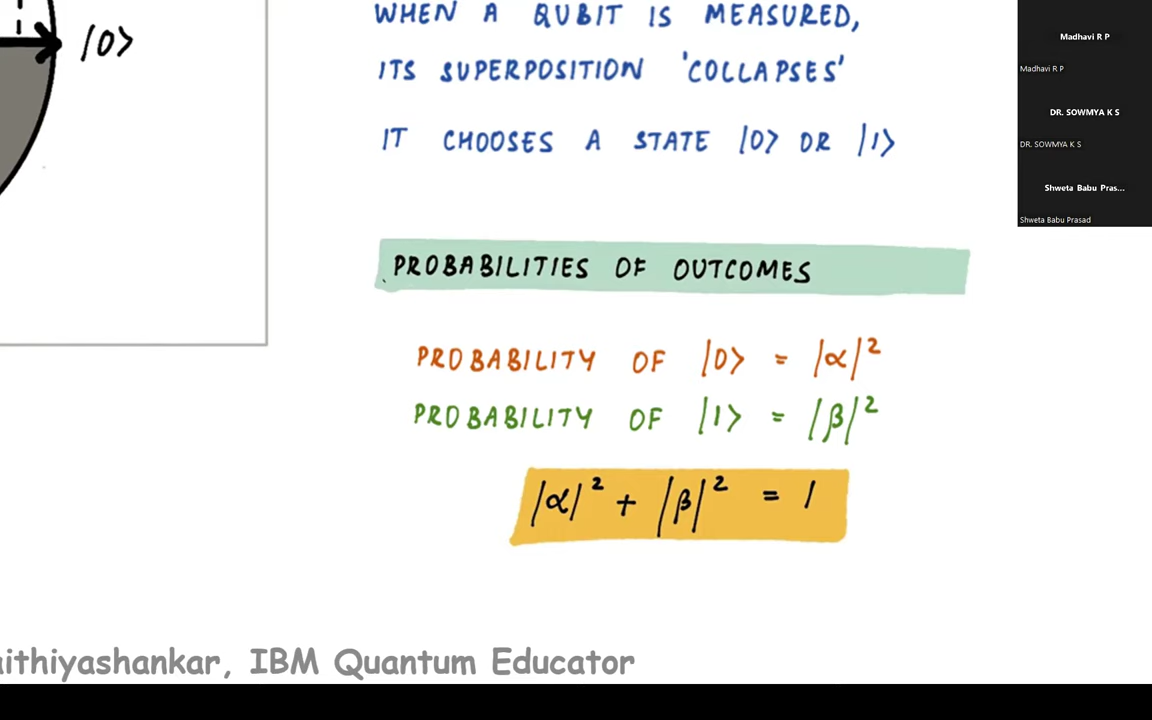 |0>
WHEN A QUBIT IS MEASURED,
ITS SUPERPOSITION 'COLLAPSES'
IT CHOOSES A STATE |0> OR |1>
PROBABILITIES OF OUTCOMES
PROBABILITY OF |0> = |α|²
PROBABILITY OF |1> = |β|²
|α|² + |β|² = 1
aithiyashankar, IBM Quantum Educator
Madhavi R P
Madhavi R P
DR. SOWMYA K S
DR. SOWMYA K S
Shweta Babu Pras...
Shweta Babu Prasad